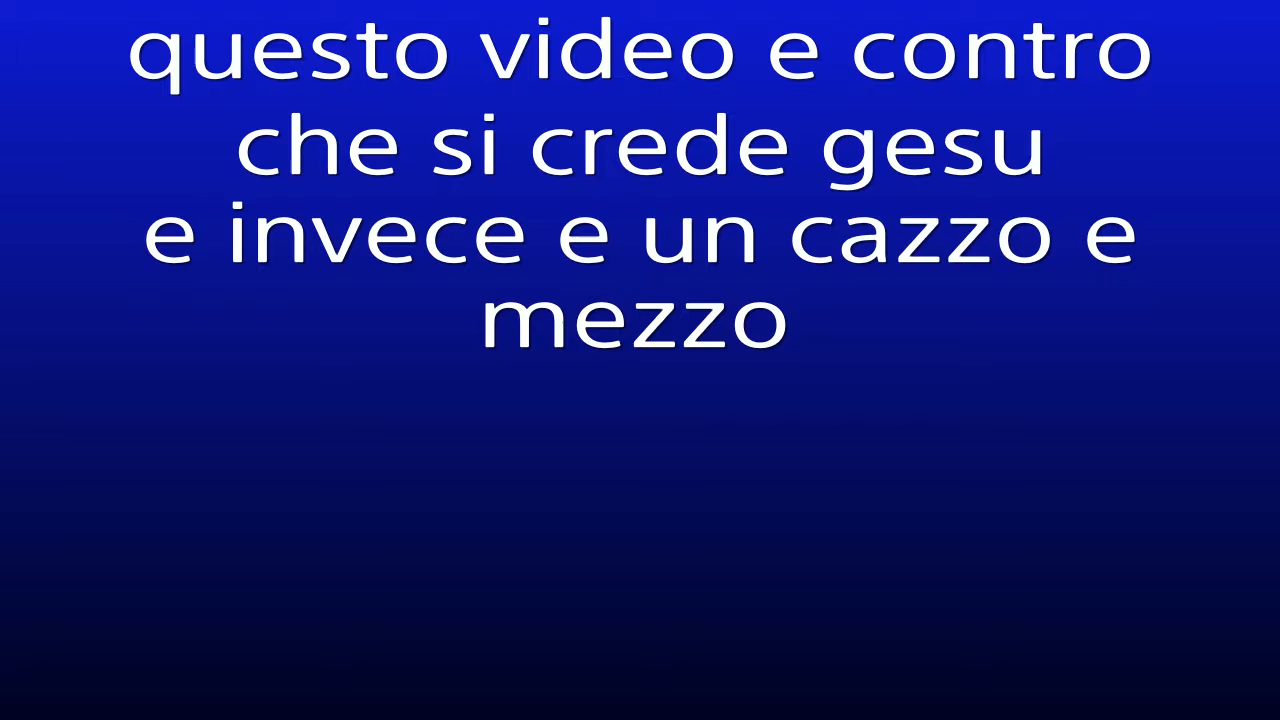 questo video e contro
che si crede gesu
e invece e un cazzo e
mezzo